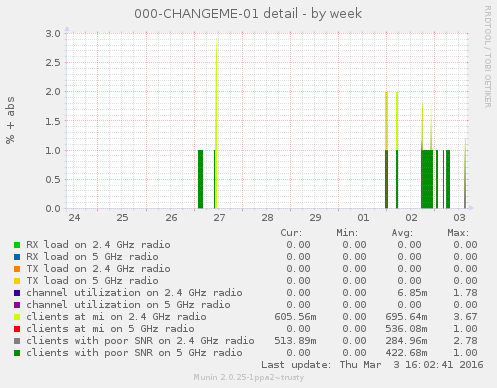 000-CHANGEME-01 detail - by week
RRDTOOL / TOBI OETIKER
% + abs
3.0
2.5
2.0
1.5
1.0
0.5
0.0
24 25 26 27 28 29 01 02 03
Cur: Min: Avg: Max:
RX load on 2.4 GHz radio 0.00 0.00 0.00 0.00
RX load on 5 GHz radio 0.00 0.00 0.00 0.00
TX load on 2.4 GHz radio 0.00 0.00 0.00 0.00
TX load on 5 GHz radio 0.00 0.00 0.00 0.00
channel utilization on 2.4 GHz radio 0.00 0.00 6.85m 1.78
channel utilization on 5 GHz radio 0.00 0.00 0.00 0.00
clients at mi on 2.4 GHz radio 605.56m 0.00 695.64m 3.67
clients at mi on 5 GHz radio 0.00 0.00 536.08m 1.00
clients with poor SNR on 2.4 GHz radio 513.89m 0.00 284.96m 2.78
clients with poor SNR on 5 GHz radio 0.00 0.00 422.68m 1.00
Last update: Thu Mar 3 16:02:41 2016
Munin 2.0.25-1ppa2~trusty